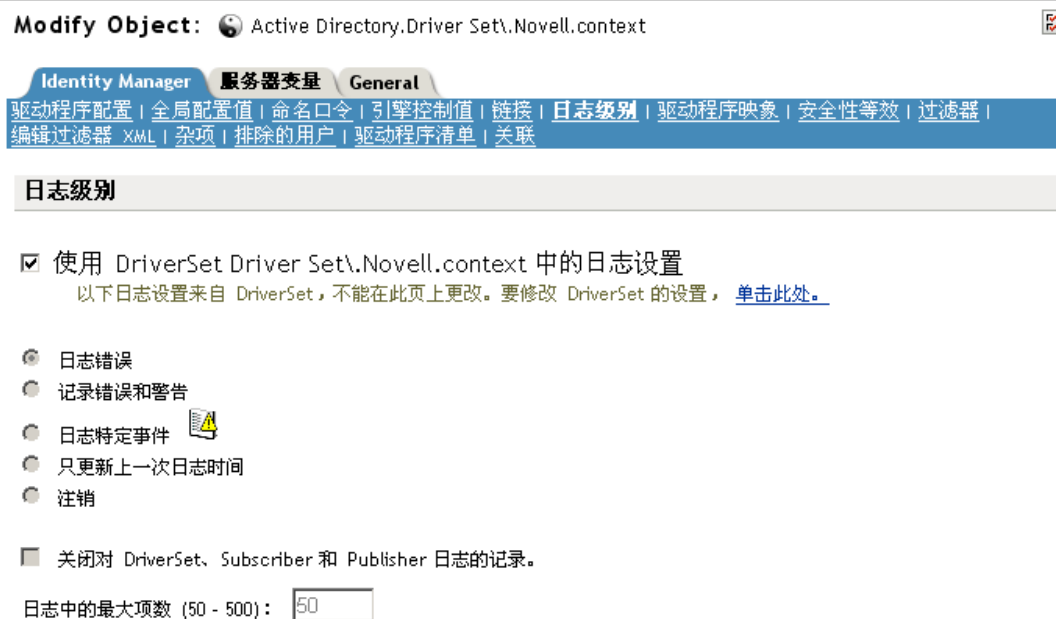 Modify Object: Active Directory.Driver Set\.Novell.context
Identity Manager 服务器变量 General
驱动程序配置 | 全局配置值 | 命名口令 | 引擎控制值 | 链接 | 日志级别 | 驱动程序映象 | 安全性等效 | 过滤器 |
编辑过滤器 XML | 杂项 | 排除的用户 | 驱动程序清单 | 关联
日志级别
使用 DriverSet Driver Set\.Novell.context 中的日志设置
以下日志设置来自 DriverSet，不能在此页上更改。要修改 DriverSet 的设置， 单击此处。
日志错误
记录错误和警告
日志特定事件
只更新上一次日志时间
注销
关闭对 DriverSet、Subscriber 和 Publisher 日志的记录。
日志中的最大项数 (50 - 500)： 50